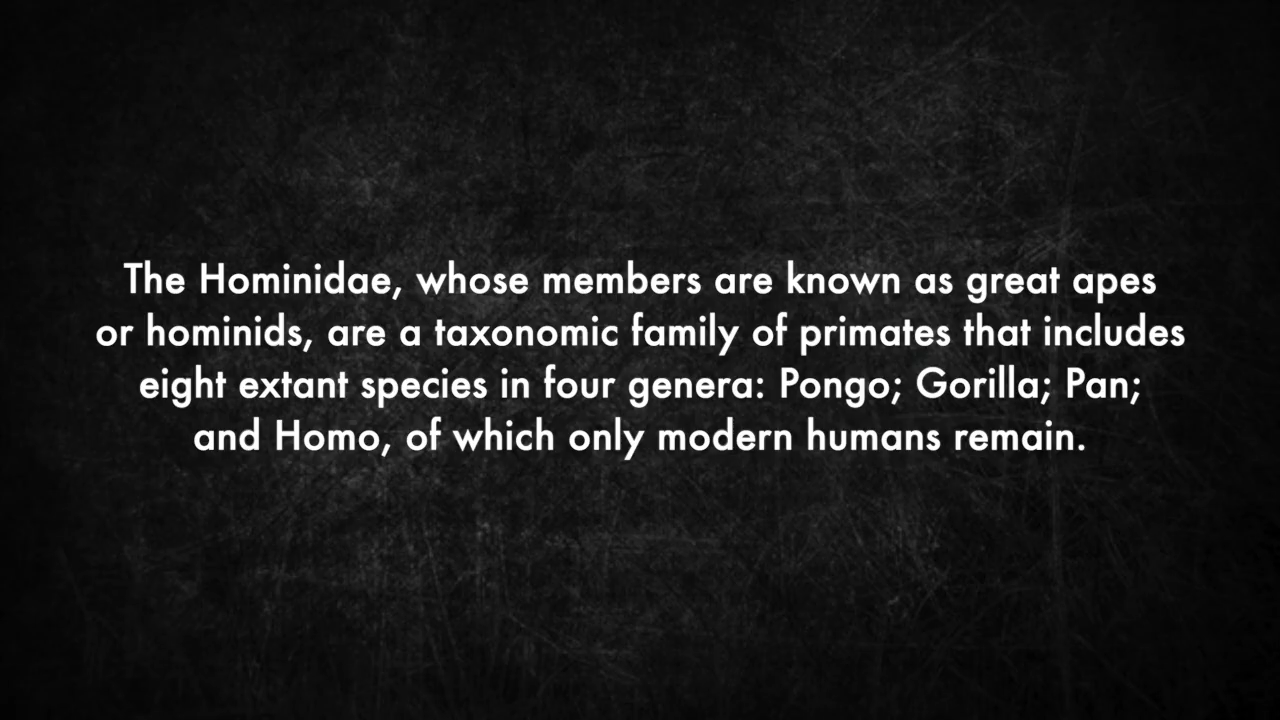 The Hominidae, whose members are known as great apes
or hominids, are a taxonomic family of primates that includes
eight extant species in four genera: Pongo; Gorilla; Pan;
and Homo, of which only modern humans remain.